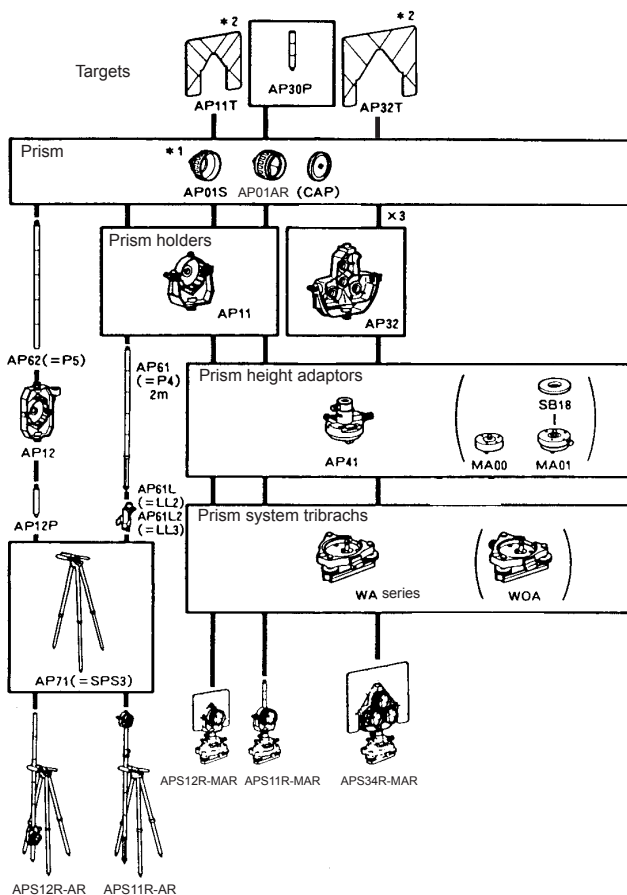 *2
*2
Targets
AP11T
AP30P
AP32T
Prism
*1
AP01S AP01AR (CAP)
×3
Prism holders
AP11
AP32
AP62(=P5)
AP61
(=P4)
2m
Prism height adaptors
SB18
AP12
AP41
MA00
MA01
AP61L
(=LL2)
AP12P
AP61L2
(=LL3)
Prism system tribrachs
WA series
WOA
AP71(=SPS3)
APS12R-MAR
APS11R-MAR
APS34R-MAR
APS12R-AR
APS11R-AR